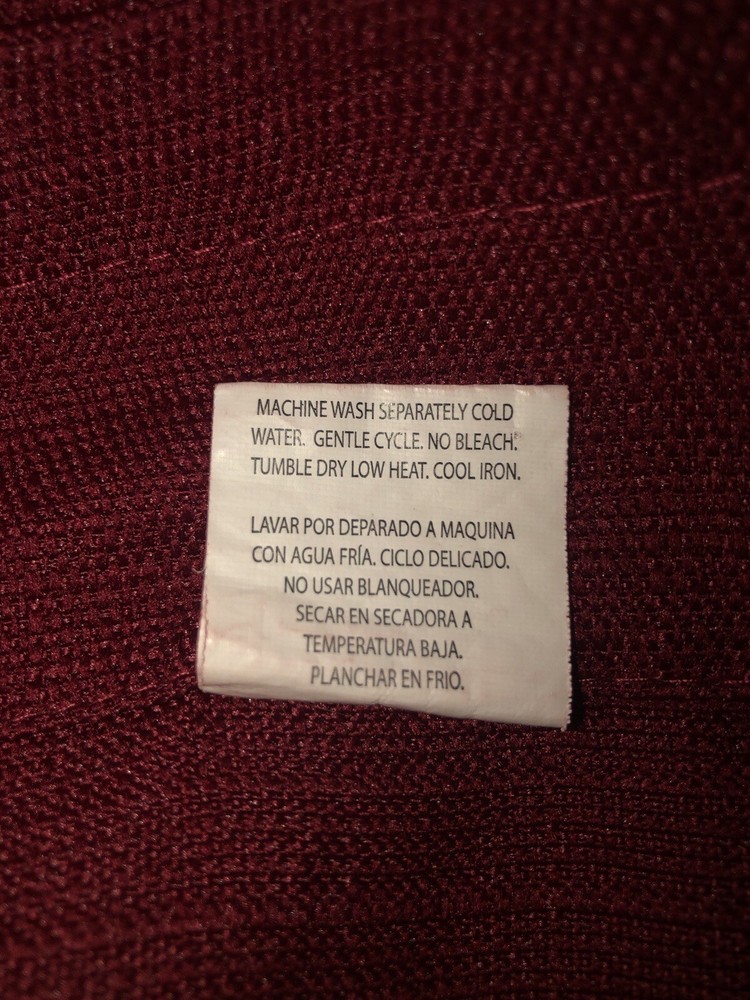 MACHINE WASH SEPARATELY COLD
WATER. GENTLE CYCLE. NO BLEACH.
TUMBLE DRY LOW HEAT. COOL IRON.
LAVAR POR DEPARADO A MAQUINA
CON AGUA FRÍA. CICLO DELICADO.
NO USAR BLANQUEADOR.
SECAR EN SECADORA A
TEMPERATURA BAJA.
PLANCHAR EN FRIO.